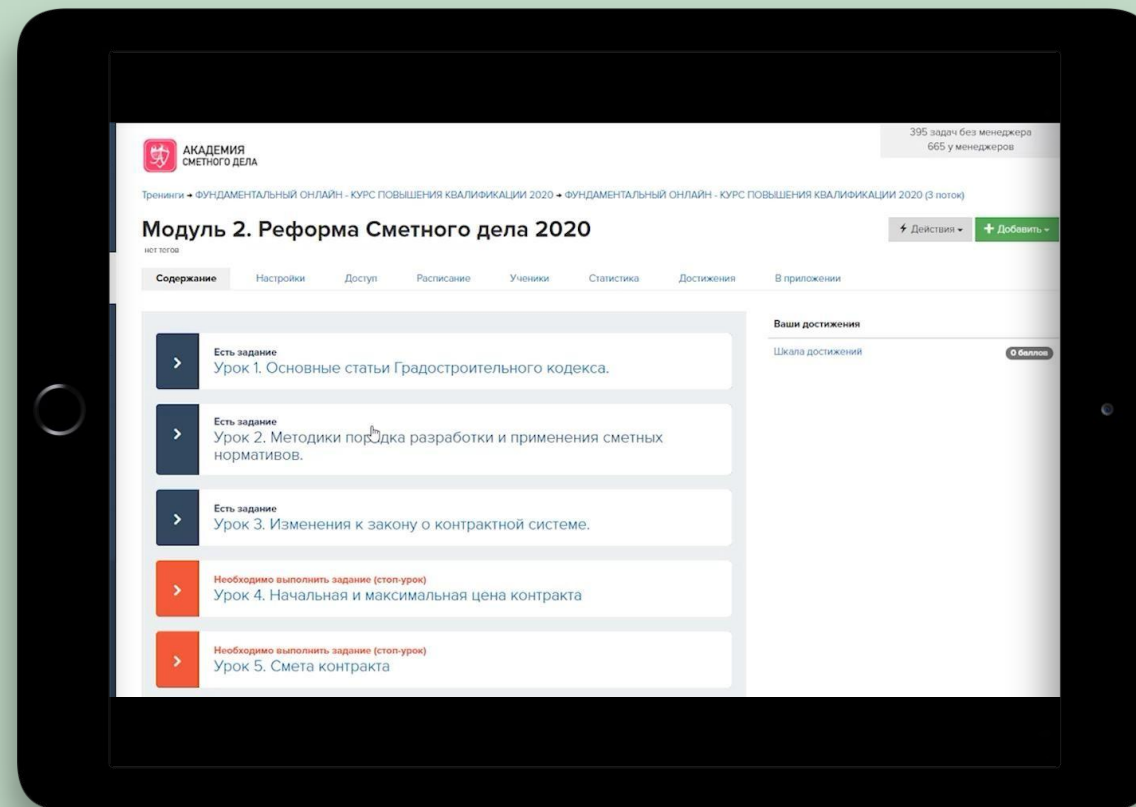 АКАДЕМИЯ
СМЕТНОГО ДЕЛА
395 задач без менеджера
665 у менеджеров
Тренинги → ФУНДАМЕНТАЛЬНЫЙ ОНЛАЙН - КУРС ПОВЫШЕНИЯ КВАЛИФИКАЦИИ 2020 → ФУНДАМЕНТАЛЬНЫЙ ОНЛАЙН - КУРС ПОВЫШЕНИЯ КВАЛИФИКАЦИИ 2020 (3 поток)
Модуль 2. Реформа Сметного дела 2020
нет тегов
Действия
+ Добавить
Содержание Настройки Доступ Расписание Ученики Статистика Достижения В приложении
Есть задание
Урок 1. Основные статьи Градостроительного кодекса.
Есть задание
Урок 2. Методики порядка разработки и применения сметных
нормативов.
Есть задание
Урок 3. Изменения к закону о контрактной системе.
Необходимо выполнить задание (стоп-урок)
Урок 4. Начальная и максимальная цена контракта
Необходимо выполнить задание (стоп-урок)
Урок 5. Смета контракта
Ваши достижения
Шкала достижений 0 баллов